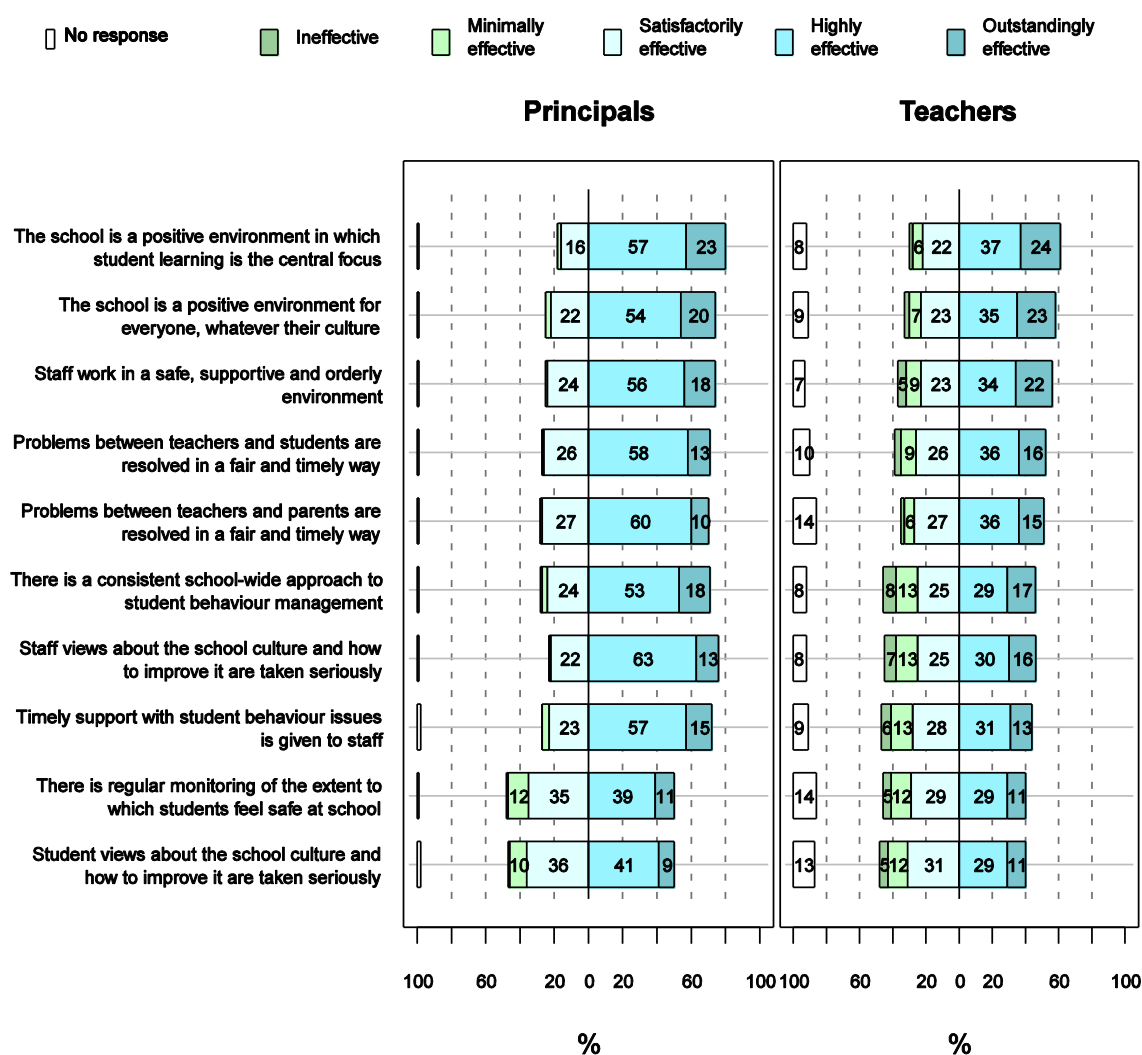 No response
Ineffective
Minimally
effective
Satisfactorily
effective
Highly
effective
Outstandingly
effective
Principals
Teachers
The school is a positive environment in which
student learning is the central focus
16 57 23
8 6 22 37 24
The school is a positive environment for
everyone, whatever their culture
22 54 20
9 7 23 35 23
Staff work in a safe, supportive and orderly
environment
24 56 18
7 5 9 23 34 22
Problems between teachers and students are
resolved in a fair and timely way
26 58 13
10 9 26 36 16
Problems between teachers and parents are
resolved in a fair and timely way
27 60 10
14 6 27 36 15
There is a consistent school-wide approach to
student behaviour management
24 53 18
8 8 13 25 29 17
Staff views about the school culture and how
to improve it are taken seriously
22 63 13
8 7 13 25 30 16
Timely support with student behaviour issues
is given to staff
23 57 15
9 6 13 28 31 13
There is regular monitoring of the extent to
which students feel safe at school
12 35 39 11
14 5 12 29 29 11
Student views about the school culture and
how to improve it are taken seriously
10 36 41 9
13 5 12 31 29 11
100 60 20 0 20 60 100
100 60 20 0 20 60 100
%
%